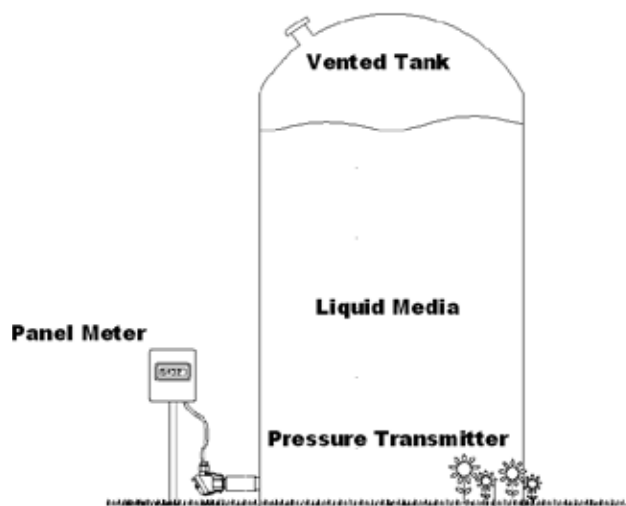 Vented Tank
Liquid Media
Panel Meter
Pressure Transmitter